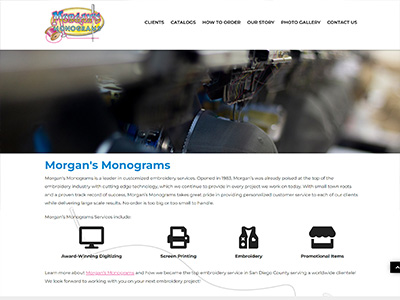 Morgan's
MONOGRAMS
CLIENTS CATALOGS HOW TO ORDER OUR STORY PHOTO GALLERY CONTACT US
Morgan's Monograms
Morgan's Monograms is a leader in customized embroidery services. Opened in 1983, Morgan's was already poised at the top of the
embroidery industry with cutting edge technology, which we continue to provide in every project we work on today. With small town roots
and a proven track record of success, Morgan's Monograms takes great pride in providing personalized customer service to each of our clients
while delivering large scale results. No order is too big or too small to handle.
Morgan's Monograms Services include:
Award-Winning Digitizing Screen Printing Embroidery Promotional Items
Learn more about Morgan's Monograms and how we became the top embroidery service in San Diego County serving a worldwide clientele!
We look forward to working with you on your next embroidery project!